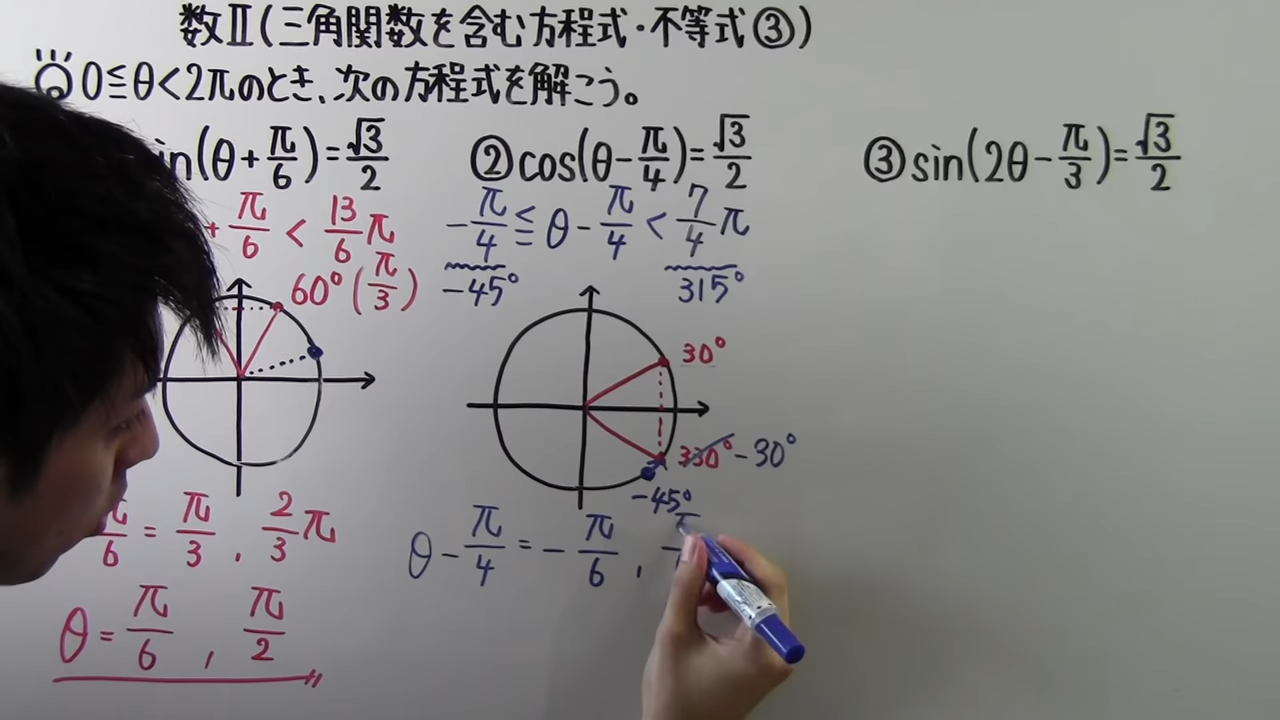 数Ⅱ(三角関数を含む方程式・不等式③)
0≦θ<2πのとき、次の方程式を解こう。
in(θ+π/6)=√3/2
+π/6<13/6π
60°(π/3)
π/6=π/3,2/3π
θ=π/6,π/2
②cos(θ-π/4)=√3/2
-π/4≦θ-π/4<7/4π
-45° 315°
30°
330° -30°
-45°
θ-π/4=-π/6,
③sin(2θ-π/3)=√3/2